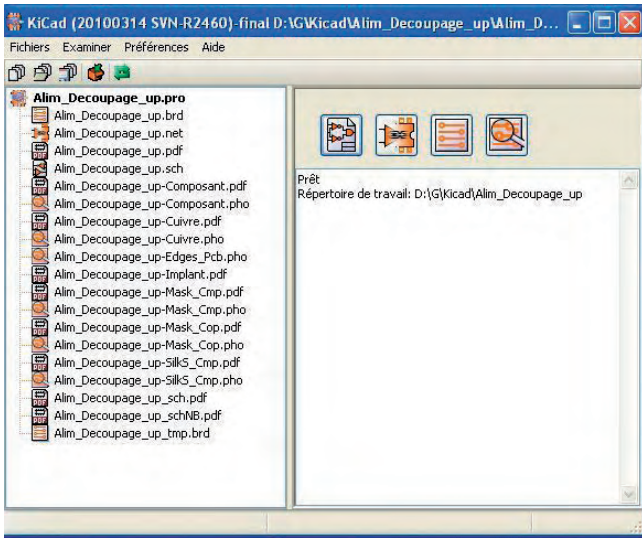 KiCad (20100314 SVN-R2460)-final D:\G\Kicad\Alim_Decoupage_up\Alim_D...
Fichiers Examiner Préférences Aide
Alim_Decoupage_up.pro
Alim_Decoupage_up.brd
Alim_Decoupage_up.net
Alim_Decoupage_up.pdf
Alim_Decoupage_up.sch
Alim_Decoupage_up-Composant.pdf
Alim_Decoupage_up-Composant.pho
Alim_Decoupage_up-Cuivre.pdf
Alim_Decoupage_up-Cuivre.pho
Alim_Decoupage_up-Edges_Pcb.pho
Alim_Decoupage_up-Implant.pdf
Alim_Decoupage_up-Mask_Cmp.pdf
Alim_Decoupage_up-Mask_Cmp.pho
Alim_Decoupage_up-Mask_Cop.pdf
Alim_Decoupage_up-Mask_Cop.pho
Alim_Decoupage_up-SilkS_Cmp.pdf
Alim_Decoupage_up-SilkS_Cmp.pho
Alim_Decoupage_up_sch.pdf
Alim_Decoupage_up_schNB.pdf
Alim_Decoupage_up_tmp.brd
Prêt
Répertoire de travail: D:\G\Kicad\Alim_Decoupage_up